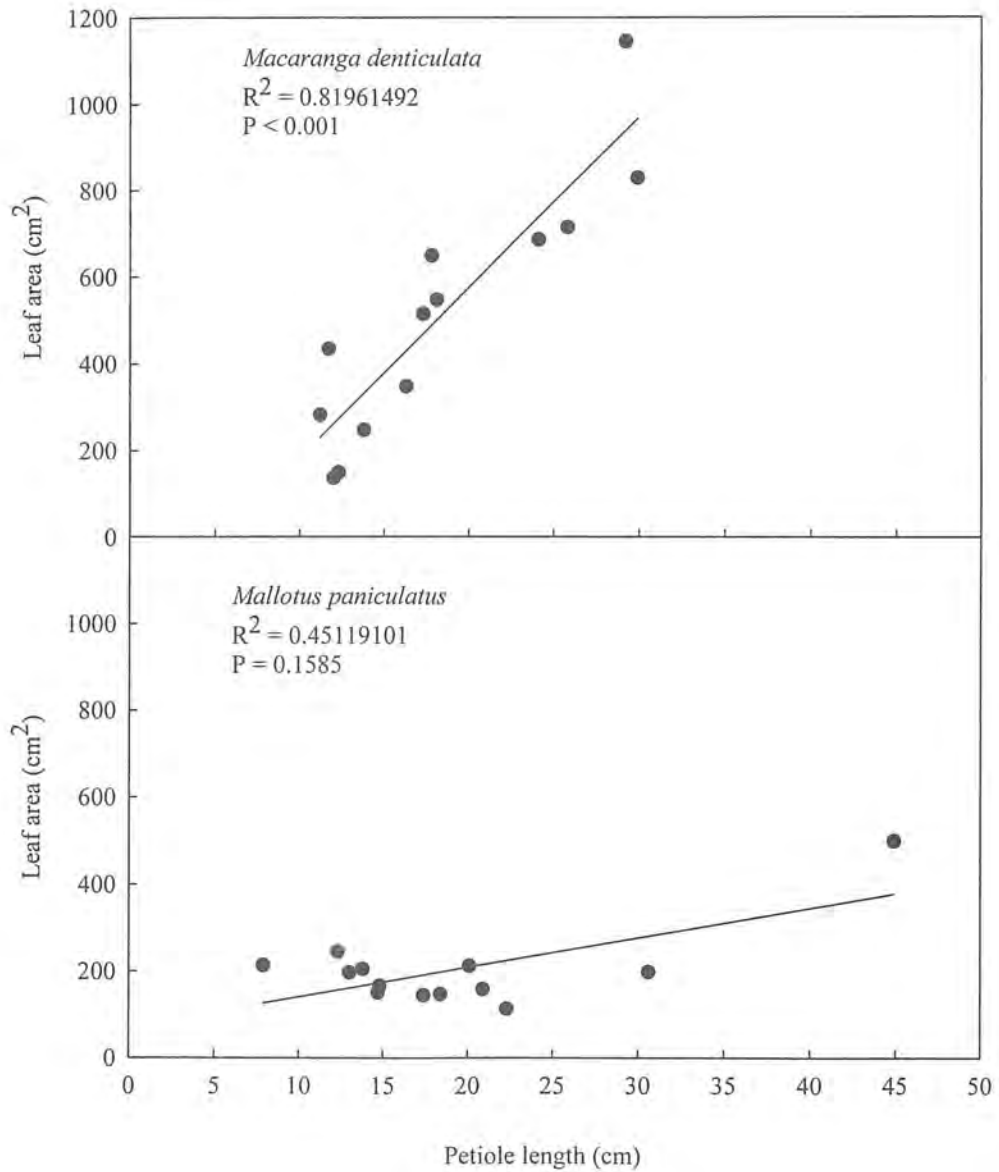 1200
Macaranga denticulata
R² = 0.81961492
P < 0.001
1000
800
600
400
200
0
Leaf area (cm²)
Mallotus paniculatus
R² = 0.45119101
P = 0.1585
1000
800
600
400
200
0
Leaf area (cm²)
0 5 10 15 20 25 30 35 40 45 50
Petiole length (cm)